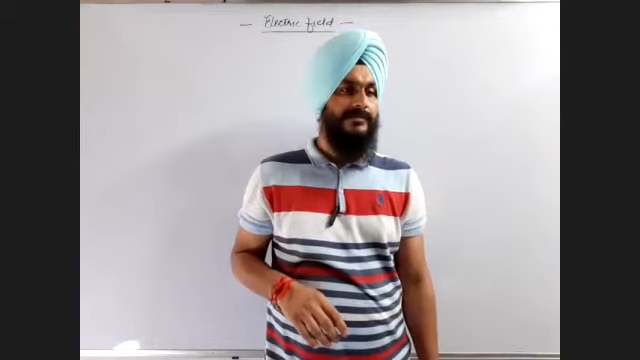 — Electric field —